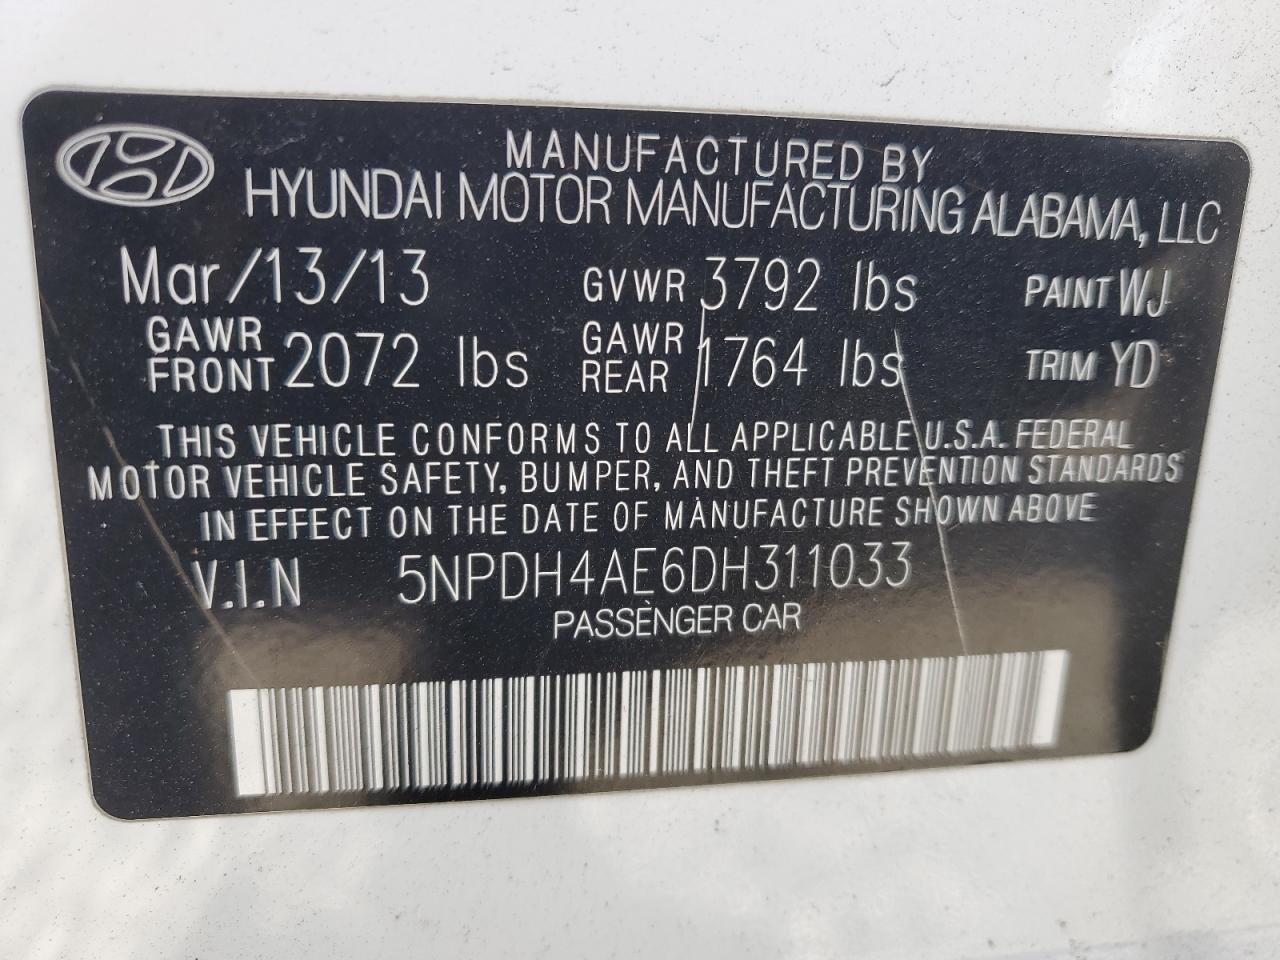 MANUFACTURED BY
HYUNDAI MOTOR MANUFACTURING ALABAMA, LLC
Mar/13/13 GVWR 3792 lbs PAINT WJ
GAWR FRONT 2072 lbs GAWR REAR 1764 lbs TRIM YD
THIS VEHICLE CONFORMS TO ALL APPLICABLE U.S.A. FEDERAL
MOTOR VEHICLE SAFETY, BUMPER, AND THEFT PREVENTION STANDARDS
IN EFFECT ON THE DATE OF MANUFACTURE SHOWN ABOVE
V.I.N 5NPDH4AE6DH311033
PASSENGER CAR